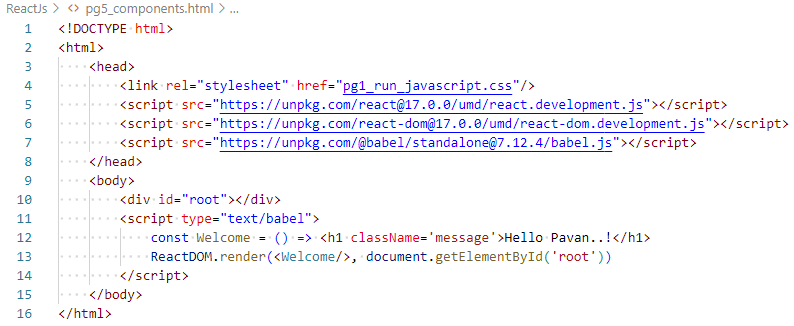 ReactJs > <> pg5_components.html > ...
1 <!DOCTYPE html>
2 <html>
3     <head>
4         <link rel="stylesheet" href="pg1_run_javascript.css"/>
5         <script src="https://unpkg.com/react@17.0.0/umd/react.development.js"></script>
6         <script src="https://unpkg.com/react-dom@17.0.0/umd/react-dom.development.js"></script>
7         <script src="https://unpkg.com/@babel/standalone@7.12.4/babel.js"></script>
8     </head>
9     <body>
10         <div id="root"></div>
11         <script type="text/babel">
12             const Welcome = () => <h1 className='message'>Hello Pavan..!</h1>
13             ReactDOM.render(<Welcome/>, document.getElementById('root'))
14         </script>
15     </body>
16 </html>